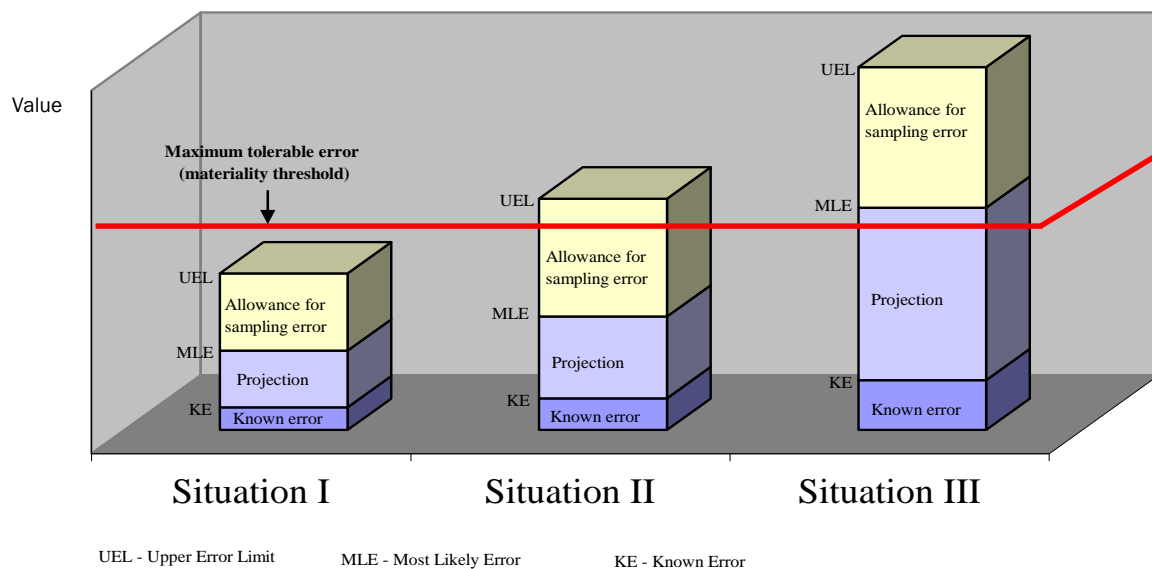 Value
Maximum tolerable error
(materiality threshold)
UEL
Allowance for
sampling error
MLE
Projection
KE
Known error
UEL
Allowance for
sampling error
MLE
Projection
KE
Known error
UEL
Allowance for
sampling error
MLE
Projection
KE
Known error
Situation I
Situation II
Situation III
UEL - Upper Error Limit
MLE - Most Likely Error
KE - Known Error